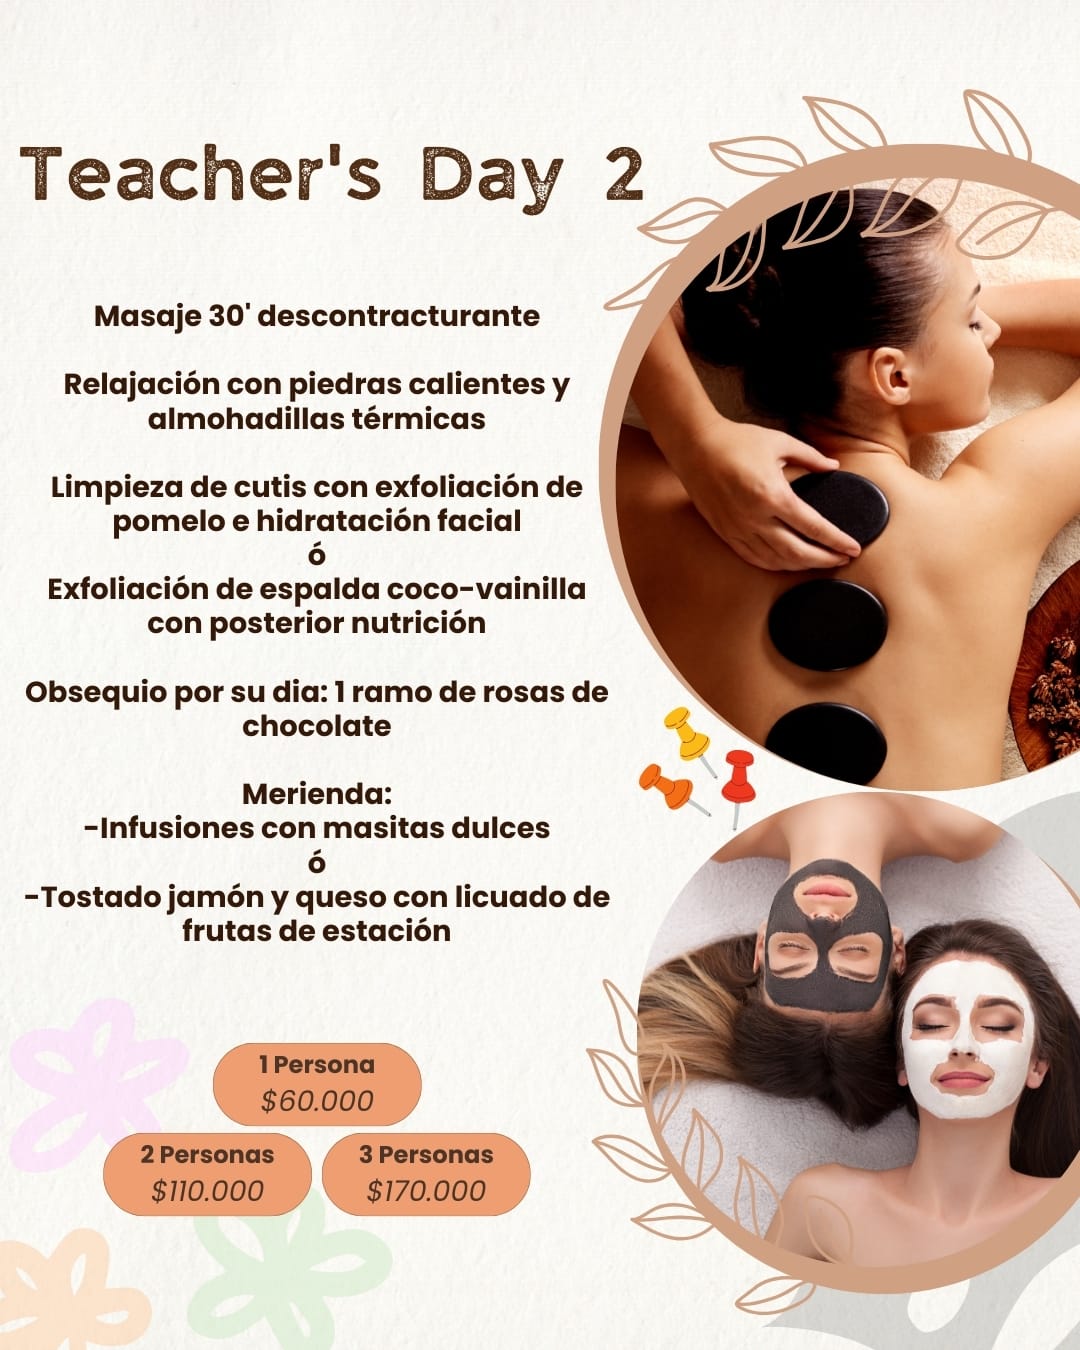 Teacher's Day 2
Masaje 30' descontracturante
Relajación con piedras calientes y
almohadillas térmicas
Limpieza de cutis con exfoliación de
pomelo e hidratación facial
ó
Exfoliación de espalda coco-vainilla
con posterior nutrición
Obsequio por su dia: 1 ramo de rosas de
chocolate
Merienda:
-Infusiones con masitas dulces
ó
-Tostado jamón y queso con licuado de
frutas de estación
1 Persona
$60.000
2 Personas
$110.000
3 Personas
$170.000